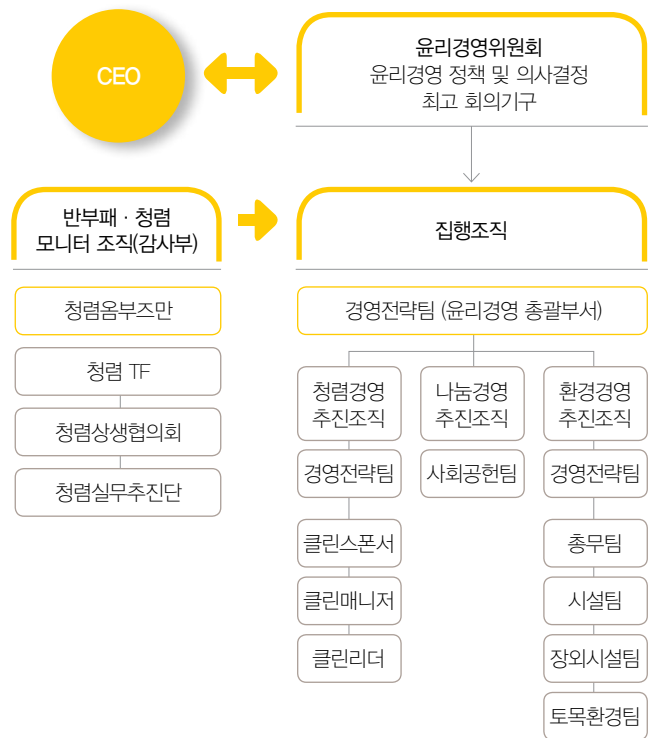 CEO
윤리경영위원회
윤리경영 정책 및 의사결정
최고 회의기구
반부패 · 청렴
모니터 조직(감사부)
청렴옴부즈만
청렴 TF
청렴상생협의회
청렴실무추진단
집행조직
경영전략팀 (윤리경영 총괄부서)
청렴경영
추진조직
경영전략팀
클린스폰서
클린매니저
클린리더
나눔경영
추진조직
사회공헌팀
환경경영
추진조직
경영전략팀
총무팀
시설팀
장외시설팀
토목환경팀